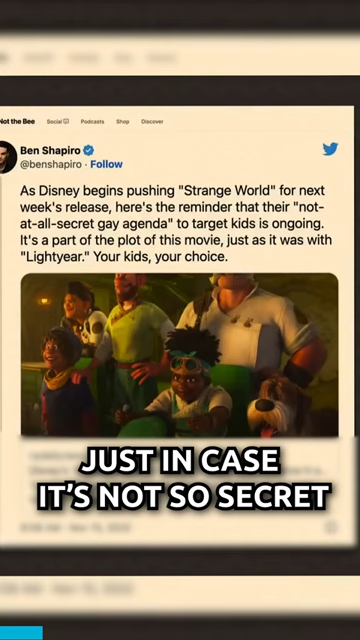 Not the Bee
Social
Podcasts
Shop
Discover
Ben Shapiro
@benshapiro · Follow
As Disney begins pushing "Strange World" for next
week's release, here's the reminder that their "not-
at-all-secret gay agenda" to target kids is ongoing.
It's a part of the plot of this movie, just as it was with
"Lightyear." Your kids, your choice.
JUST IN CASE
IT'S NOT SO SECRET